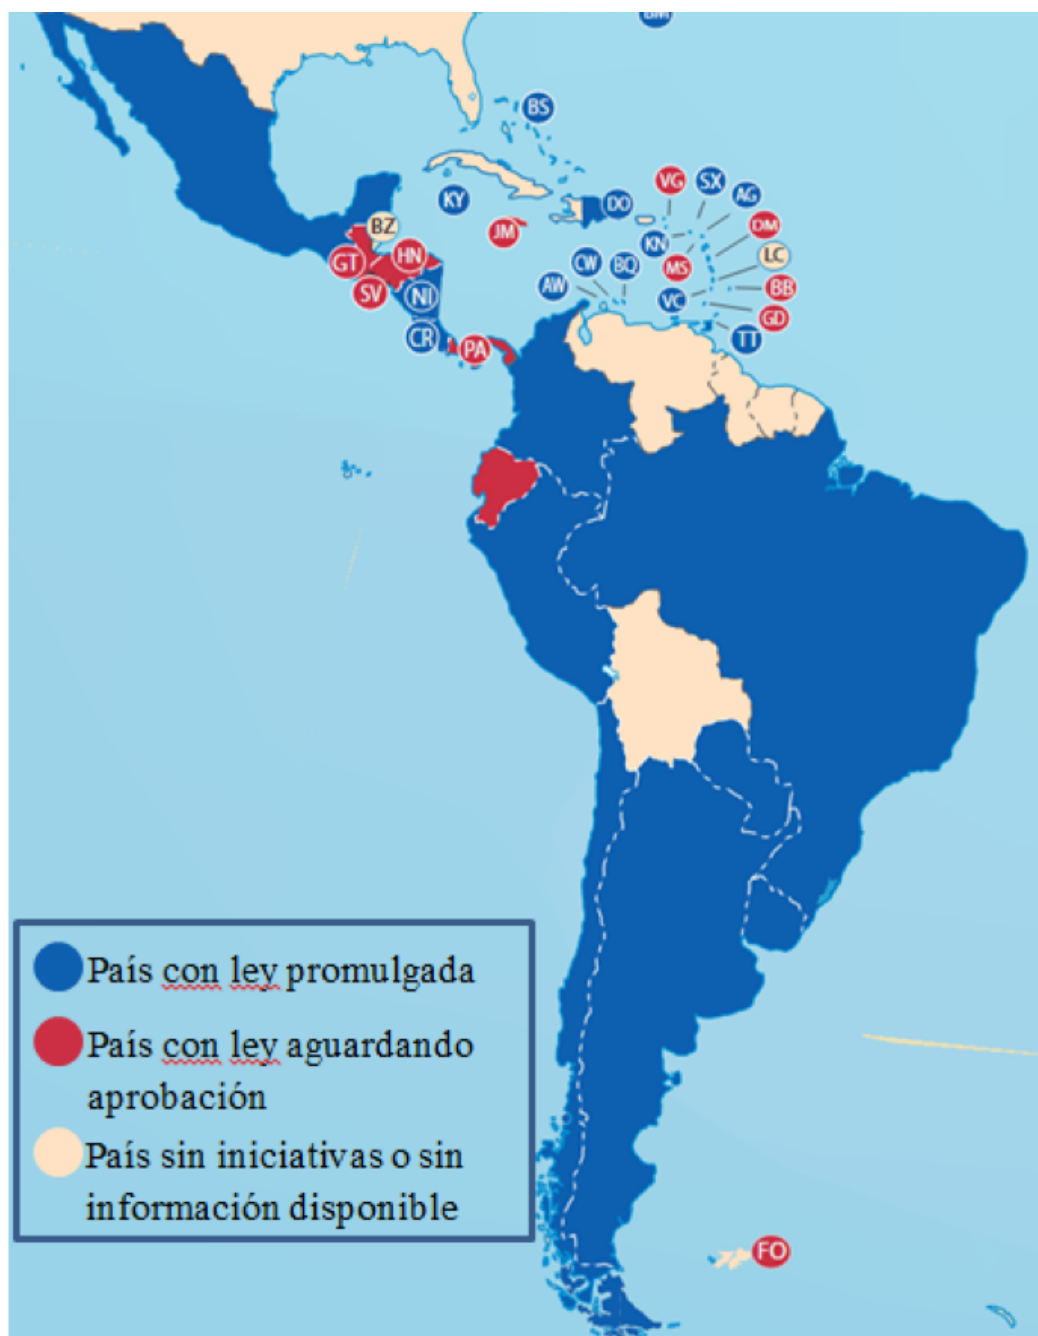 BM
BS
KY
DO
VG
SX
AG
BZ
JM
KN
DM
GT
HN
MS
LC
SV
NI
AW
CW
BQ
VC
BB
GD
CR
PA
TT
País con ley promulgada
País con ley aguardando
aprobación
País sin iniciativas o sin
información disponible
FO